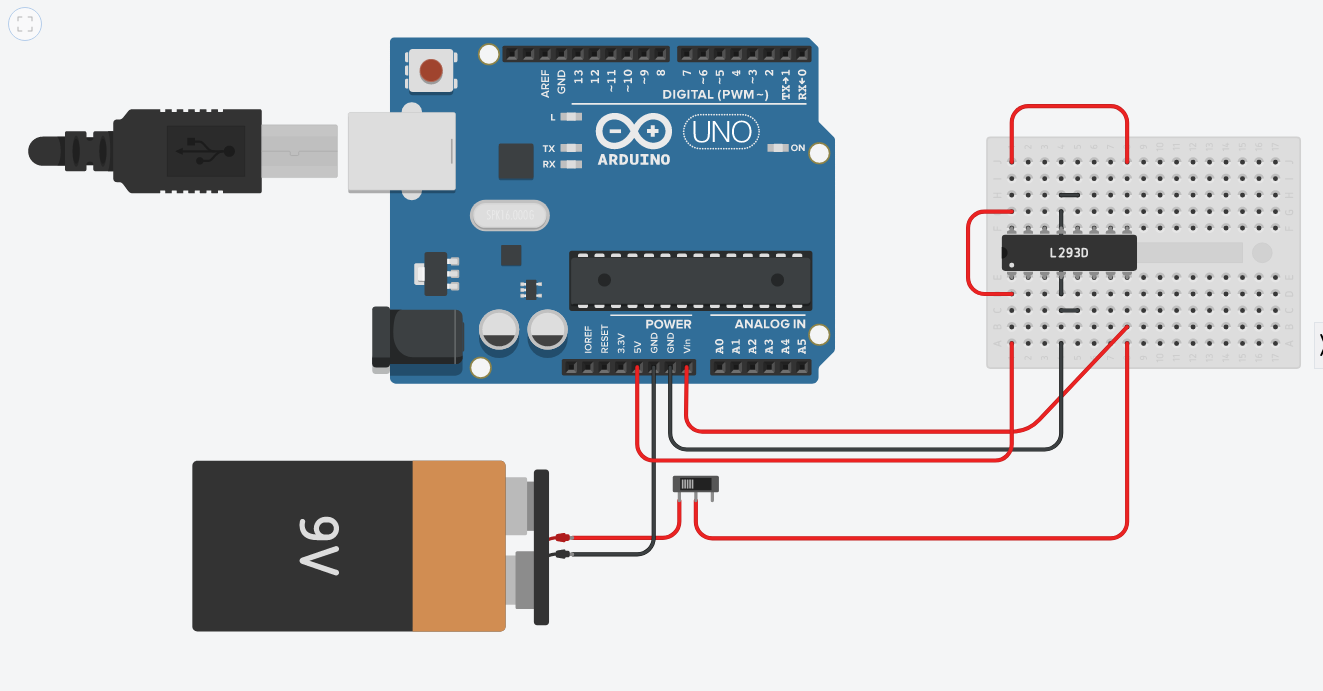 AREF
GND
13
12
~11
~10
~9
8
7
~6
~5
4
~3
2
TX→1
RX←0
DIGITAL (PWM~)
L
TX
RX
UNO
ON
ARDUINO
L293D
POWER
ANALOG IN
IOREF
RESET
3.3V
5V
GND
GND
Vin
A0
A1
A2
A3
A4
A5
9V